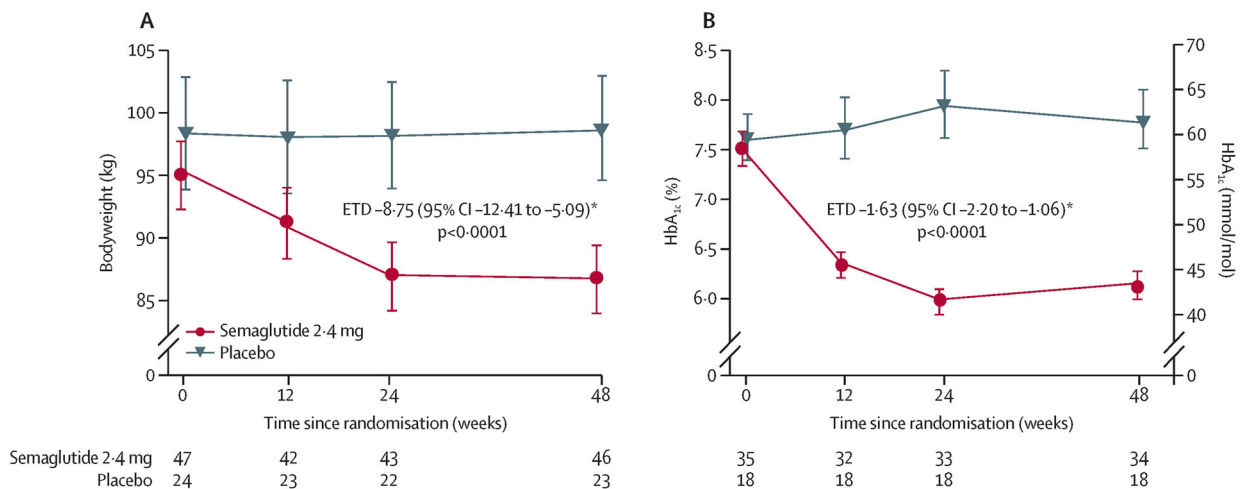 A
105
100
95
90
85
0
Bodyweight (kg)
ETD –8·75 (95% CI –12·41 to –5·09)*
p<0·0001
Semaglutide 2·4 mg
Placebo
0 12 24 48
Time since randomisation (weeks)
Semaglutide 2·4 mg 47 42 43 46
Placebo 24 23 22 23
B
8·5
8·0
7·5
7·0
6·5
6·0
0
HbA1c (%)
ETD –1·63 (95% CI –2·20 to –1·06)*
p<0·0001
70
65
60
55
50
45
40
0
HbA1c (mmol/mol)
0 12 24 48
Time since randomisation (weeks)
35 32 33 34
18 18 18 18